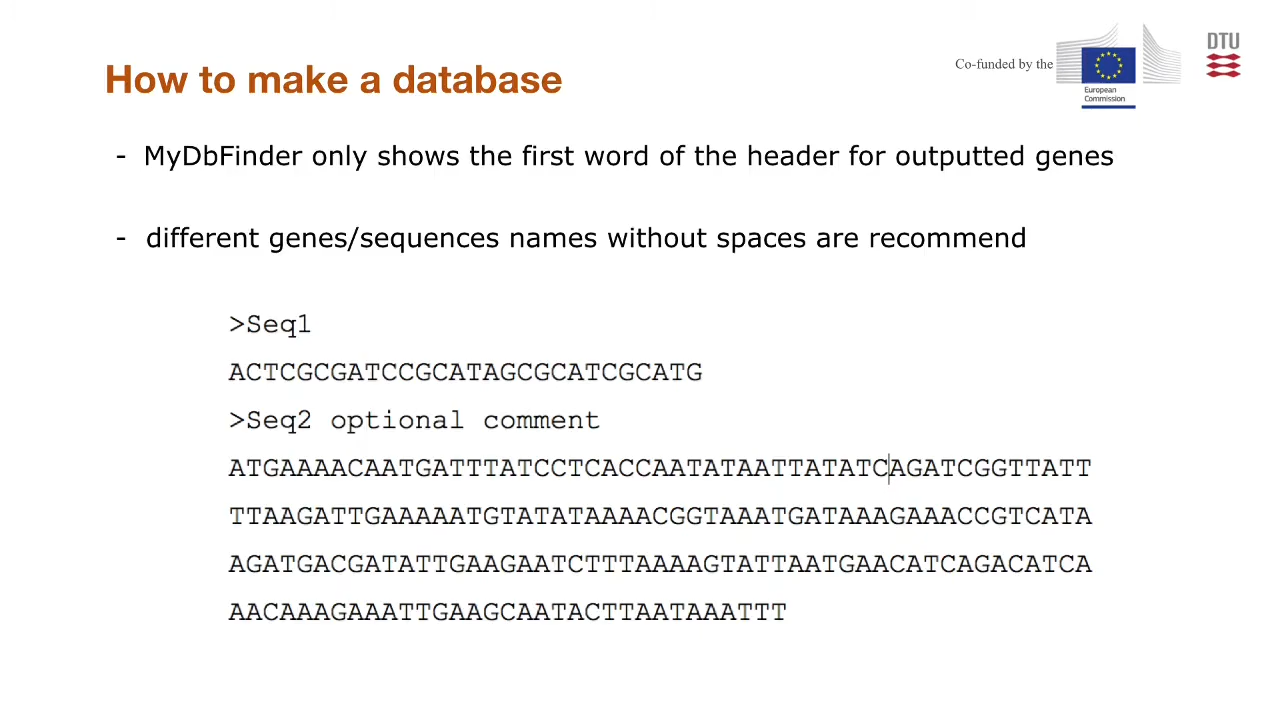 Co-funded by the
European
Commission
DTU
How to make a database
- MyDbFinder only shows the first word of the header for outputted genes
- different genes/sequences names without spaces are recommend
>Seq1
ACTCGCGATCCGCATAGCGCATCGCATG
>Seq2 optional comment
ATGAAAACAATGATTTATCCTCACCAATATAATTATATCAGATCGGTTATT
TTAAGATTGAAAAATGTATATAAAACGGTAAATGATAAAGAAACCGTCATA
AGATGACGATATTGAAGAATCTTTAAAAGTATTAATGAACATCAGACATCA
AACAAAGAAATTGAAGCAATACTTAATAAATTT